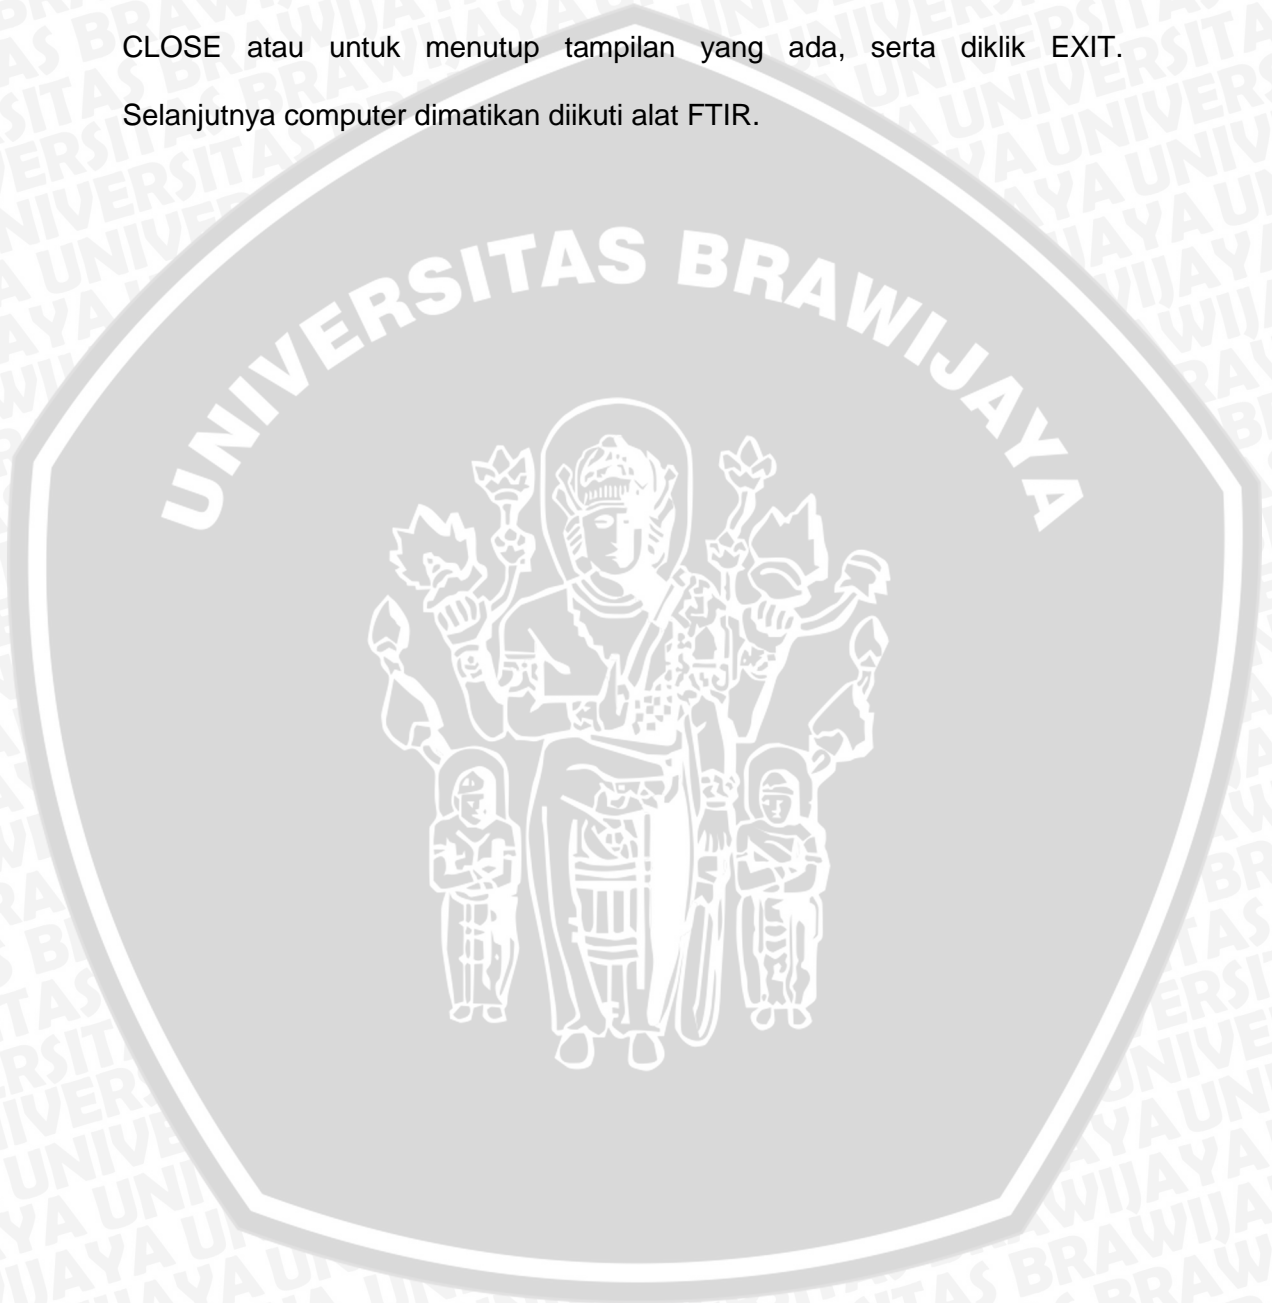 CLOSE atau untuk menutup tampilan yang ada, serta diklik EXIT.
Selanjutnya computer dimatikan diikuti alat FTIR.
UNIVERSITAS BRAWIJAYA